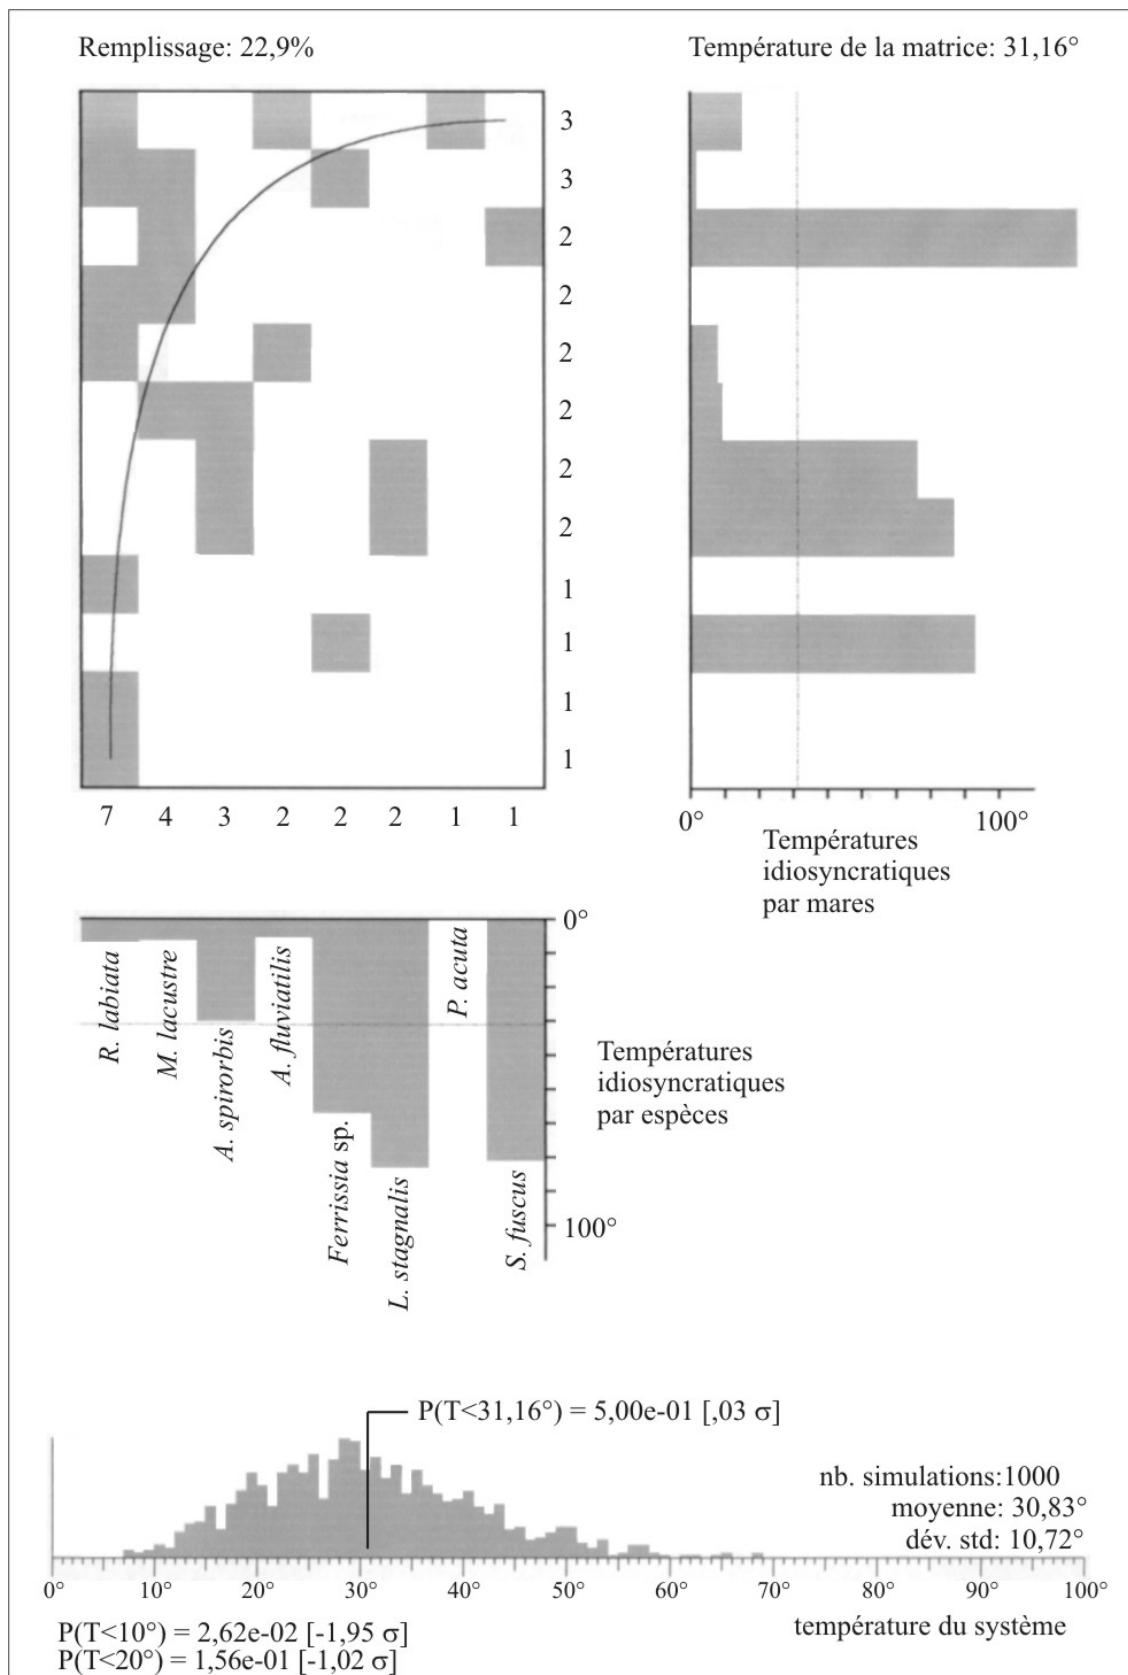 Remplissage: 22,9%
Température de la matrice: 31,16°
3
3
2
2
2
2
2
2
1
1
1
1
7 4 3 2 2 2 1 1
0° 100°
Températures
idiosyncratiques
par mares
0°
100°
R. labiata
M. lacustre
A. spirorbis
A. fluviatilis
Ferrissia sp.
L. stagnalis
P. acuta
S. fuscus
Températures
idiosyncratiques
par espèces
P(T<31,16°) = 5,00e-01 [,03 σ]
nb. simulations:1000
moyenne: 30,83°
dév. std: 10,72°
0° 10° 20° 30° 40° 50° 60° 70° 80° 90° 100°
température du système
P(T<10°) = 2,62e-02 [-1,95 σ]
P(T<20°) = 1,56e-01 [-1,02 σ]